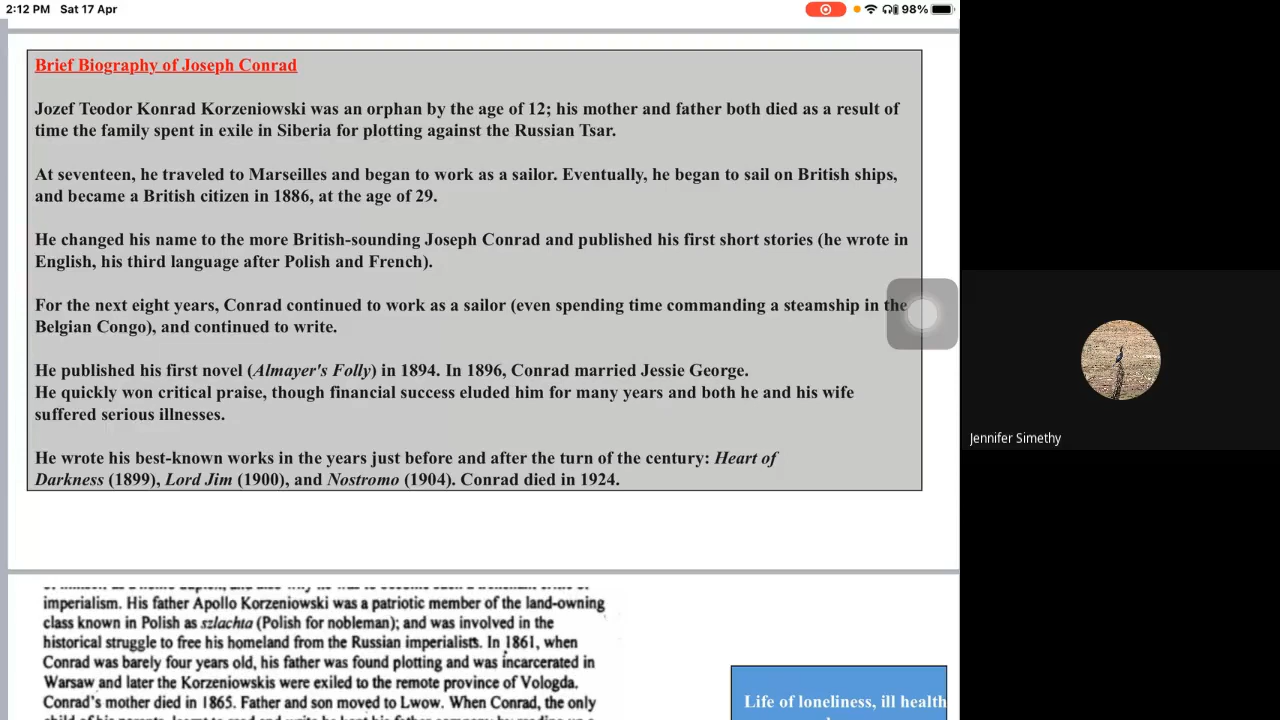 2:12 PM Sat 17 Apr
98%
Brief Biography of Joseph Conrad
Jozef Teodor Konrad Korzeniowski was an orphan by the age of 12; his mother and father both died as a result of
time the family spent in exile in Siberia for plotting against the Russian Tsar.
At seventeen, he traveled to Marseilles and began to work as a sailor. Eventually, he began to sail on British ships,
and became a British citizen in 1886, at the age of 29.
He changed his name to the more British-sounding Joseph Conrad and published his first short stories (he wrote in
English, his third language after Polish and French).
For the next eight years, Conrad continued to work as a sailor (even spending time commanding a steamship in the
Belgian Congo), and continued to write.
He published his first novel (Almayer's Folly) in 1894. In 1896, Conrad married Jessie George.
He quickly won critical praise, though financial success eluded him for many years and both he and his wife
suffered serious illnesses.
He wrote his best-known works in the years just before and after the turn of the century: Heart of
Darkness (1899), Lord Jim (1900), and Nostromo (1904). Conrad died in 1924.
imperialism. His father Apollo Korzeniowski was a patriotic member of the land-owning
class known in Polish as szlachta (Polish for nobleman); and was involved in the
historical struggle to free his homeland from the Russian imperialists. In 1861, when
Conrad was barely four years old, his father was found plotting and was incarcerated in
Warsaw and later the Korzeniowskis were exiled to the remote province of Vologda.
Conrad's mother died in 1865. Father and son moved to Lwow. When Conrad, the only
Life of loneliness, ill health
Jennifer Simethy